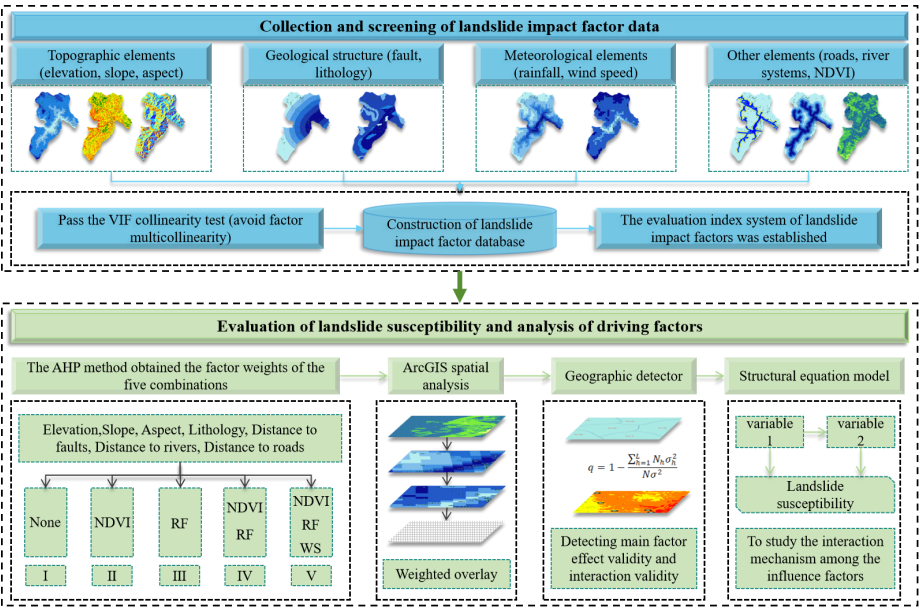 Collection and screening of landslide impact factor data
Topographic elements
(elevation, slope, aspect)
Geological structure (fault,
lithology)
Meteorological elements
(rainfall, wind speed)
Other elements (roads, river
systems, NDVI)
Pass the VIF collinearity test (avoid factor
multicollinearity)
Construction of landslide
impact factor database
The evaluation index system of landslide
impact factors was established
Evaluation of landslide susceptibility and analysis of driving factors
The AHP method obtained the factor weights of the
five combinations
ArcGIS spatial
analysis
Geographic detector
Structural equation model
Elevation,Slope, Aspect, Lithology, Distance to
faults, Distance to rivers, Distance to roads
None
NDVI
RF
NDVI
RF
NDVI
RF
WS
I
II
III
IV
V
Weighted overlay
q = 1 − \frac{\sum_{h=1}^{L} N_h σ_h^2}{Nσ^2}
Detecting main factor
effect validity and
interaction validity
variable
1
variable
2
Landslide
susceptibility
To study the interaction
mechanism among the
influence factors